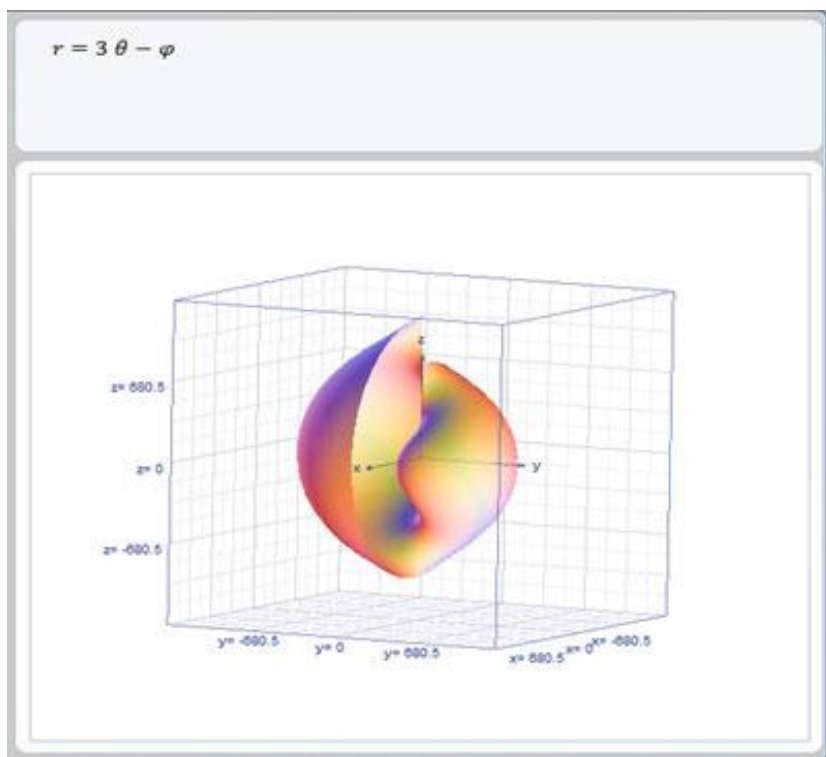 r = 3 θ − φ
z
z= 680.5
x
y
z= 0
z= -680.5
y= -680.5
y= 0
y= 680.5
x= 680.5
x= 0
x= -680.5